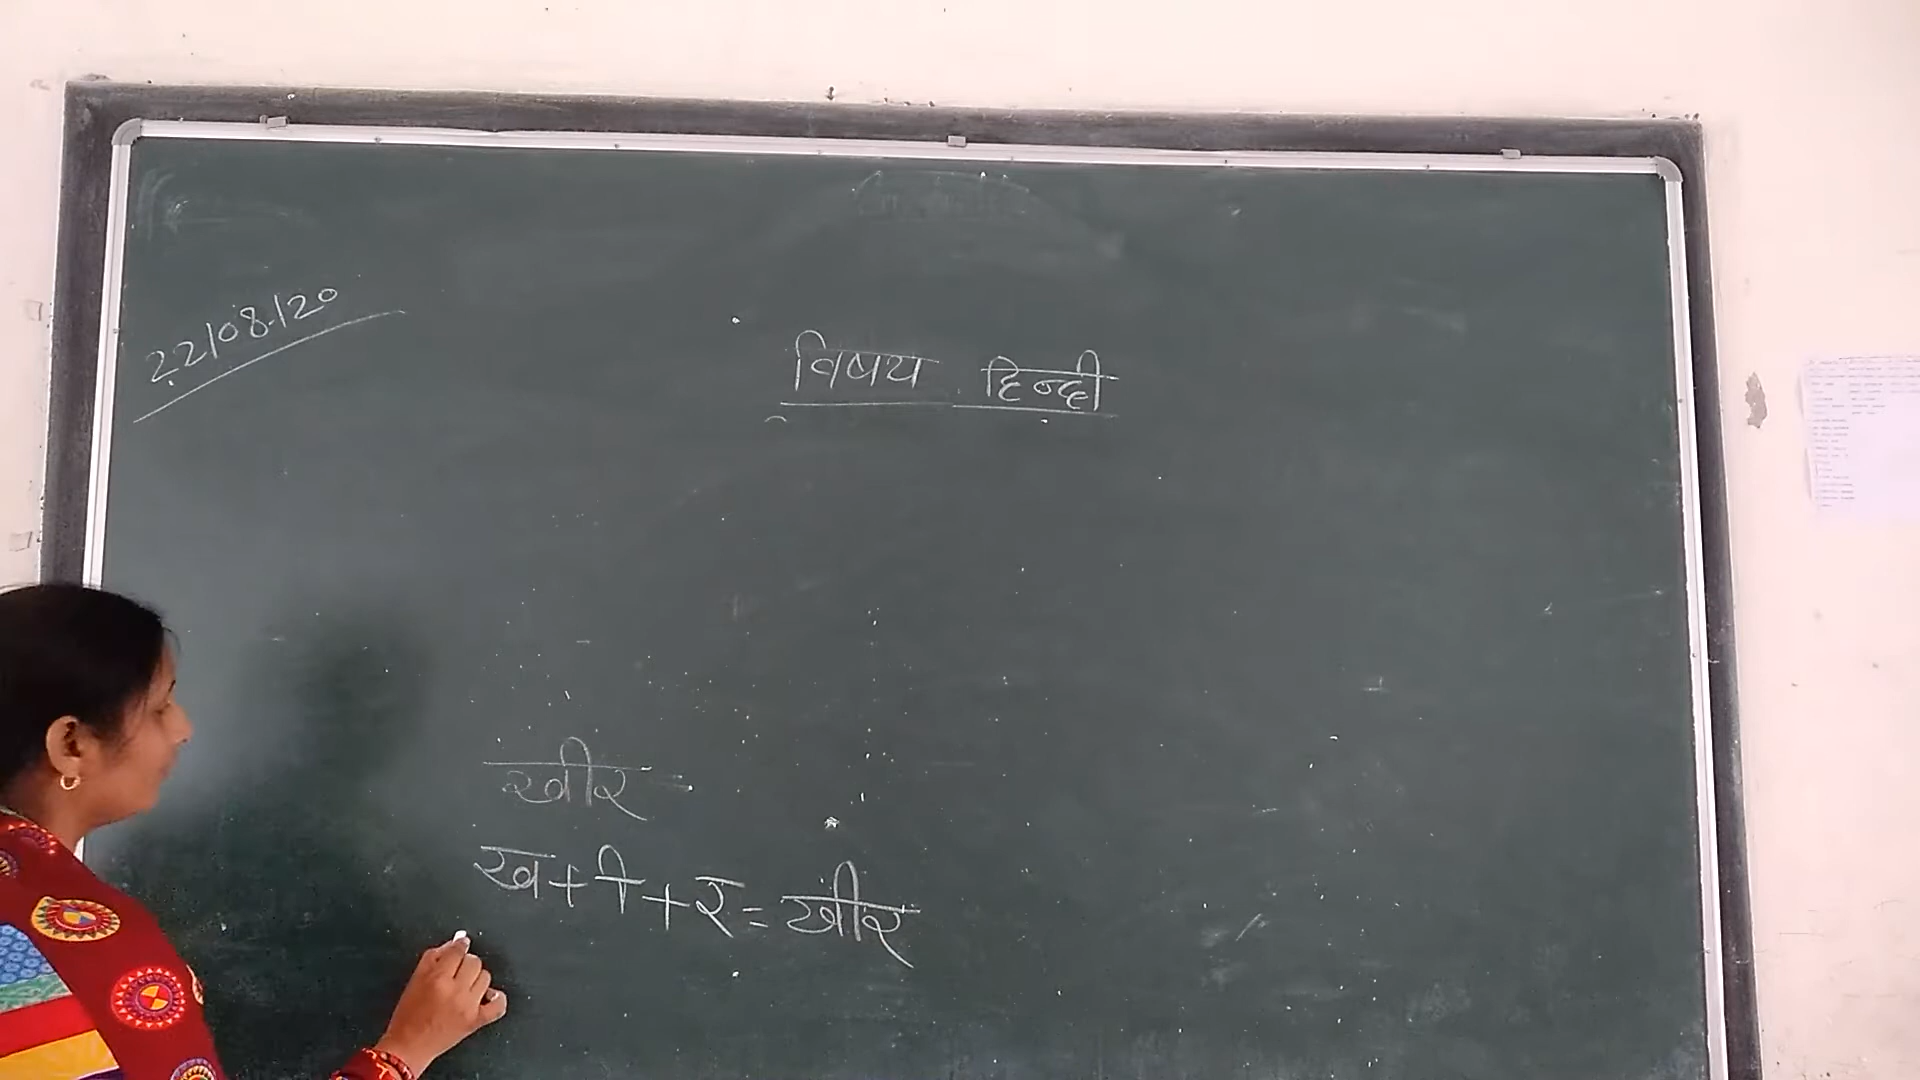 22/08/20
विषय हिन्दी
खीर =
ख + ी + र = खीर